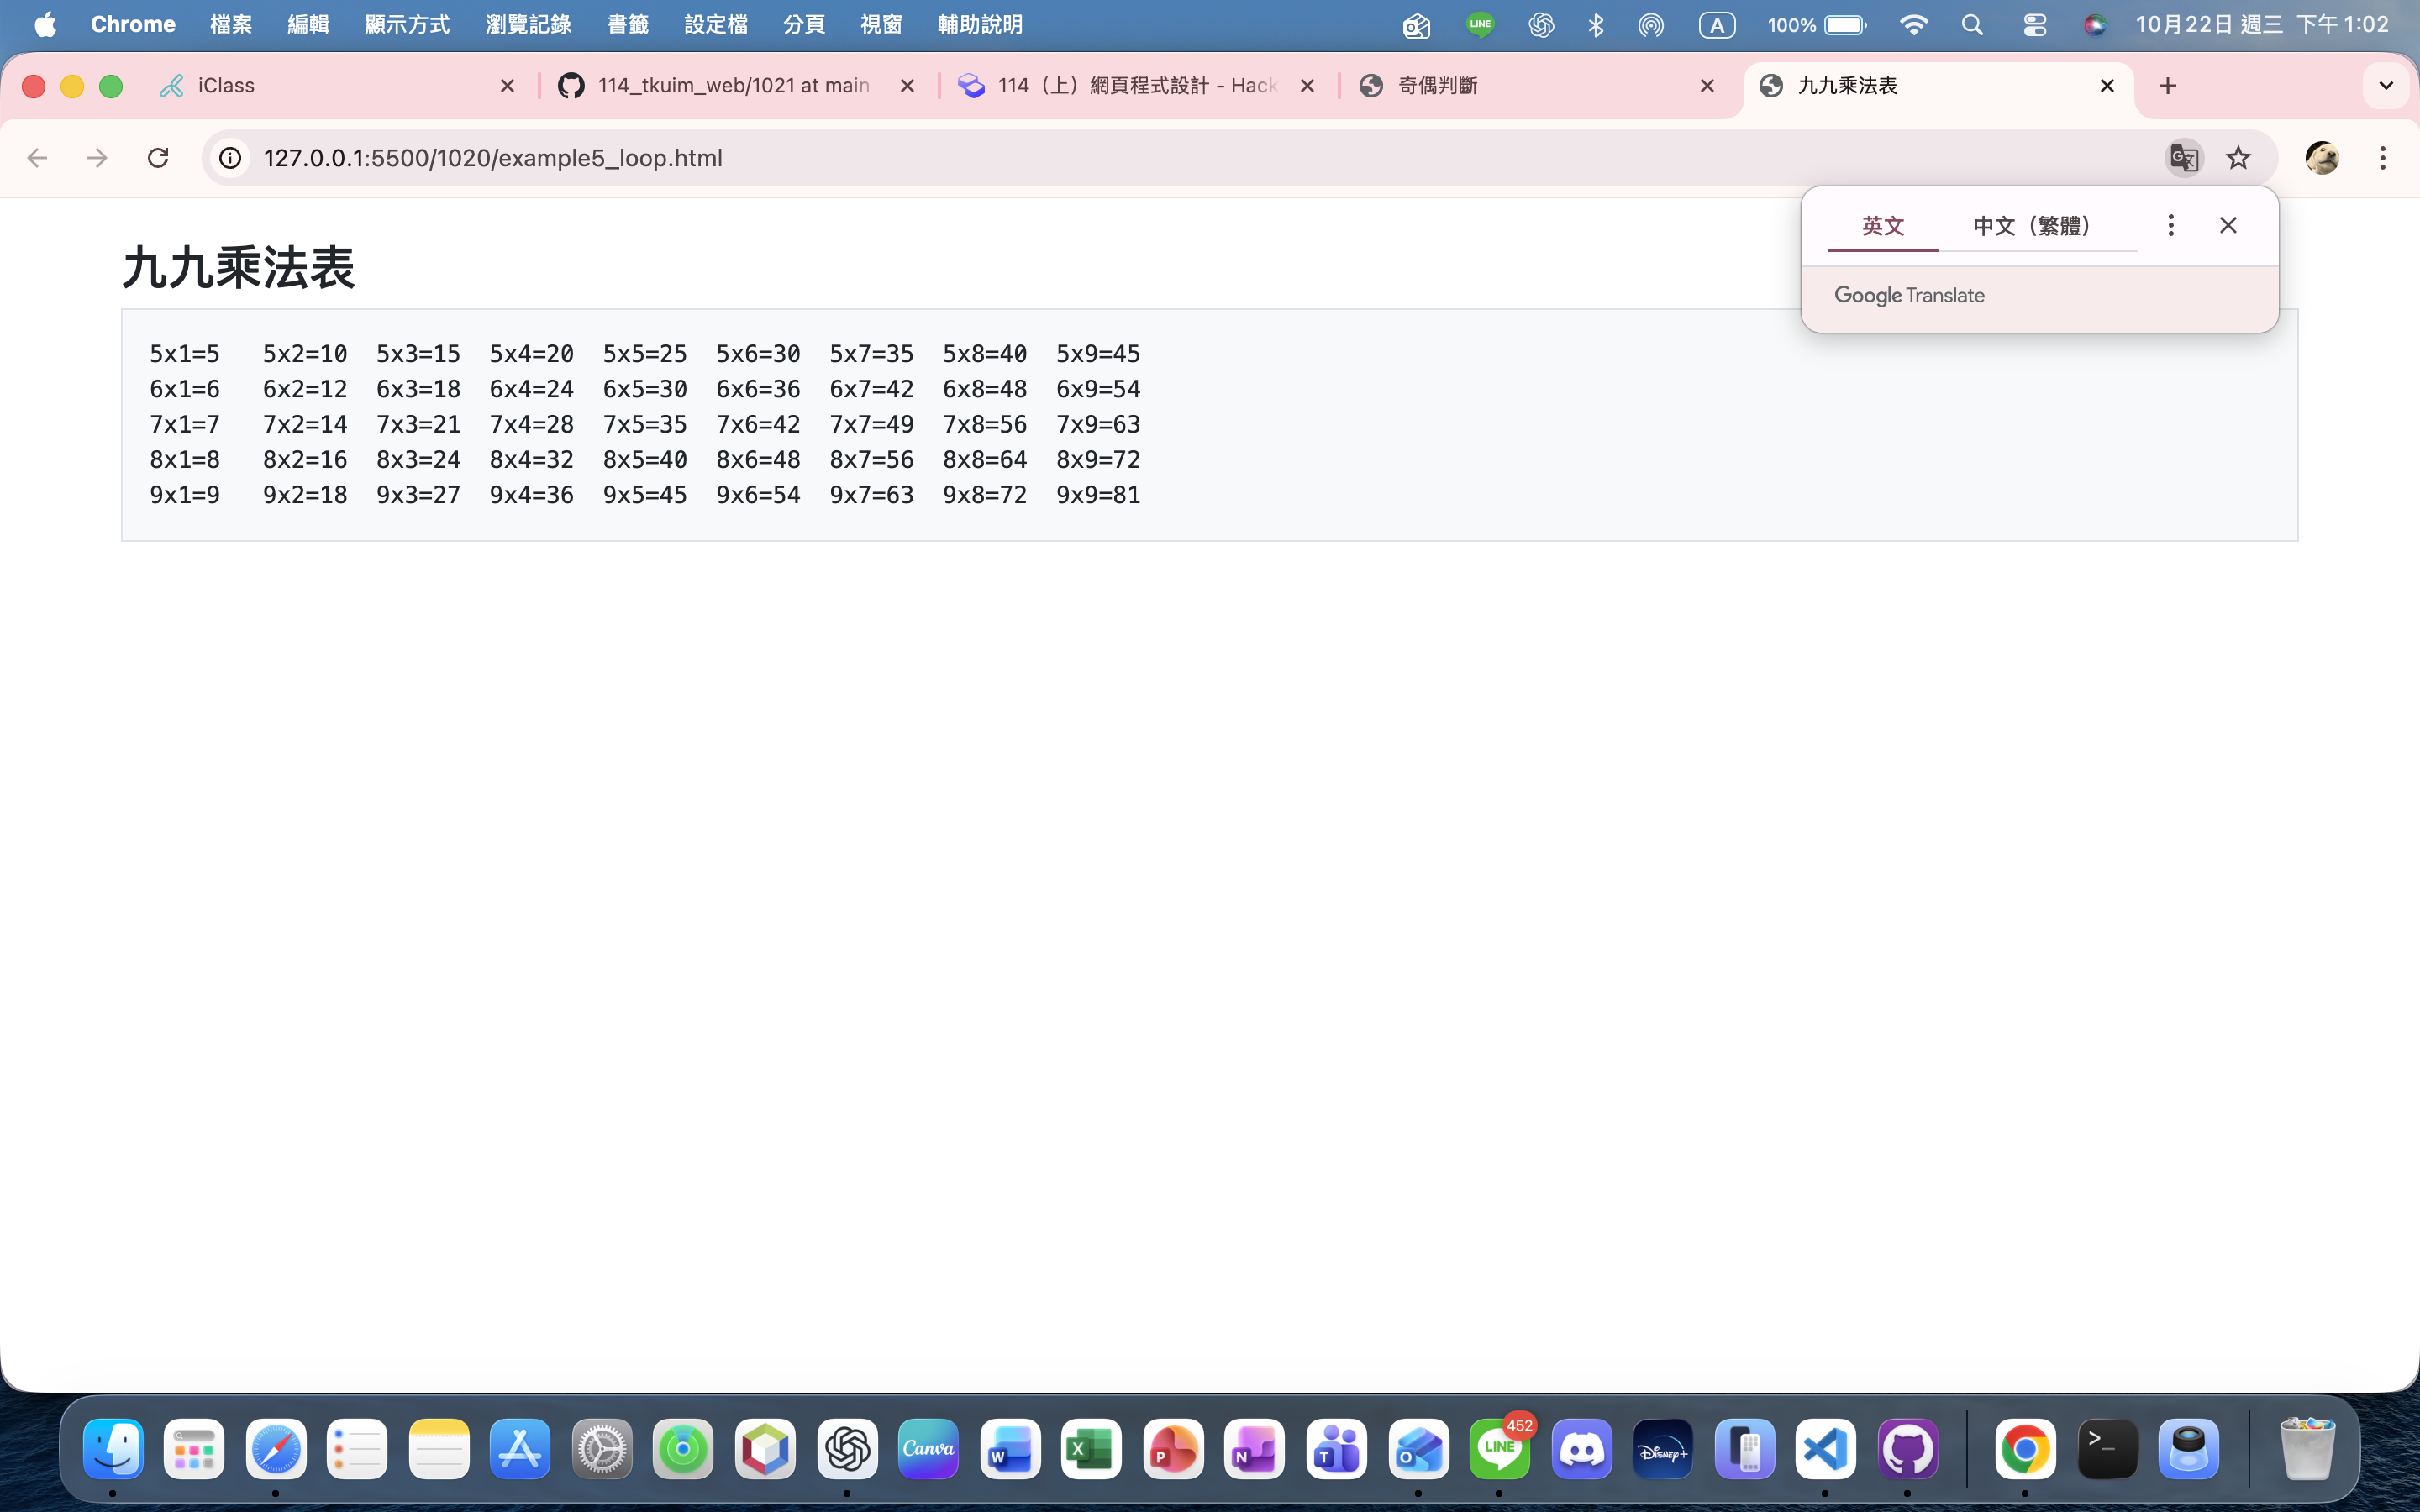 Chrome 檔案 編輯 顯示方式 瀏覽記錄 書籤 設定檔 分頁 視窗 輔助說明 LINE A 100% 10月22日 週三 下午 1:02
iClass 114_tkuim_web/1021 at main 114（上）網頁程式設計 - Hack 奇偶判斷 九九乘法表
127.0.0.1:5500/1020/example5_loop.html
英文 中文（繁體）
Google Translate
九九乘法表
5x1=5 5x2=10 5x3=15 5x4=20 5x5=25 5x6=30 5x7=35 5x8=40 5x9=45
6x1=6 6x2=12 6x3=18 6x4=24 6x5=30 6x6=36 6x7=42 6x8=48 6x9=54
7x1=7 7x2=14 7x3=21 7x4=28 7x5=35 7x6=42 7x7=49 7x8=56 7x9=63
8x1=8 8x2=16 8x3=24 8x4=32 8x5=40 8x6=48 8x7=56 8x8=64 8x9=72
9x1=9 9x2=18 9x3=27 9x4=36 9x5=45 9x6=54 9x7=63 9x8=72 9x9=81
Canva W X P N T O LINE 452 Disney+ >_